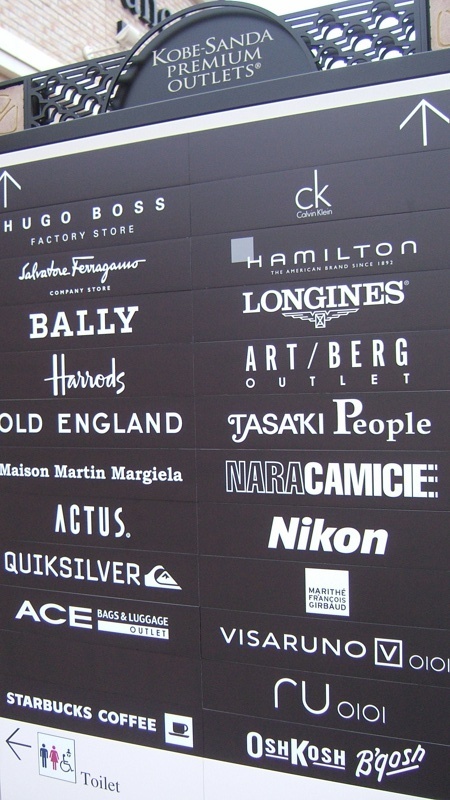 KOBE-SANDA
PREMIUM
OUTLETS®
HUGO BOSS
FACTORY STORE
Salvatore Ferragamo
COMPANY STORE
BALLY
Harrods
OLD ENGLAND
Maison Martin Margiela
ACTUS.
QUIKSILVER
ACE BAGS & LUGGAGE
OUTLET
STARBUCKS COFFEE
Toilet
ck
Calvin Klein
HAMILTON
THE AMERICAN BRAND SINCE 1892
LONGINES®
ART/BERG
OUTLET
TASAKI People
NARACAMICIE
Nikon
MARITHÉ
FRANÇOIS
GIRBAUD
VISARUNO V OIOI
ru OIOI
OSHKOSH B'gosh